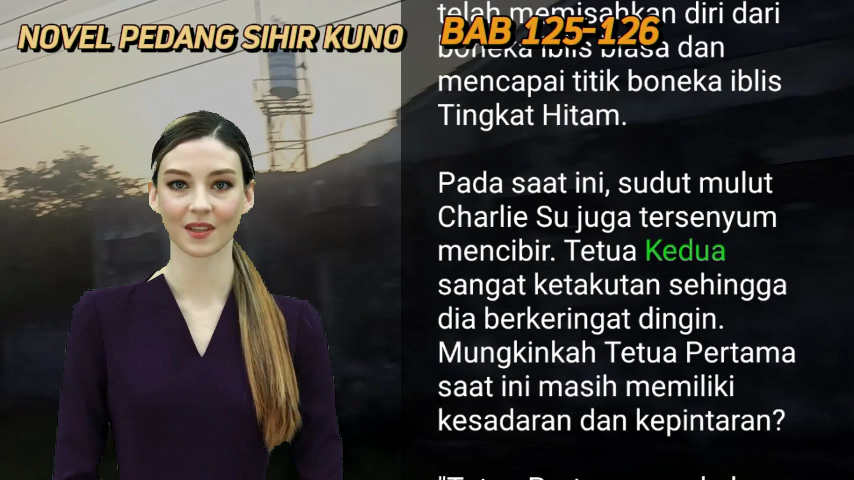 NOVEL PEDANG SIHIR KUNO
BAB 125-126
telah memisahkan diri dari
boneka iblis biasa dan
mencapai titik boneka iblis
Tingkat Hitam.
Pada saat ini, sudut mulut
Charlie Su juga tersenyum
mencibir. Tetua Kedua
sangat ketakutan sehingga
dia berkeringat dingin.
Mungkinkah Tetua Pertama
saat ini masih memiliki
kesadaran dan kepintaran?